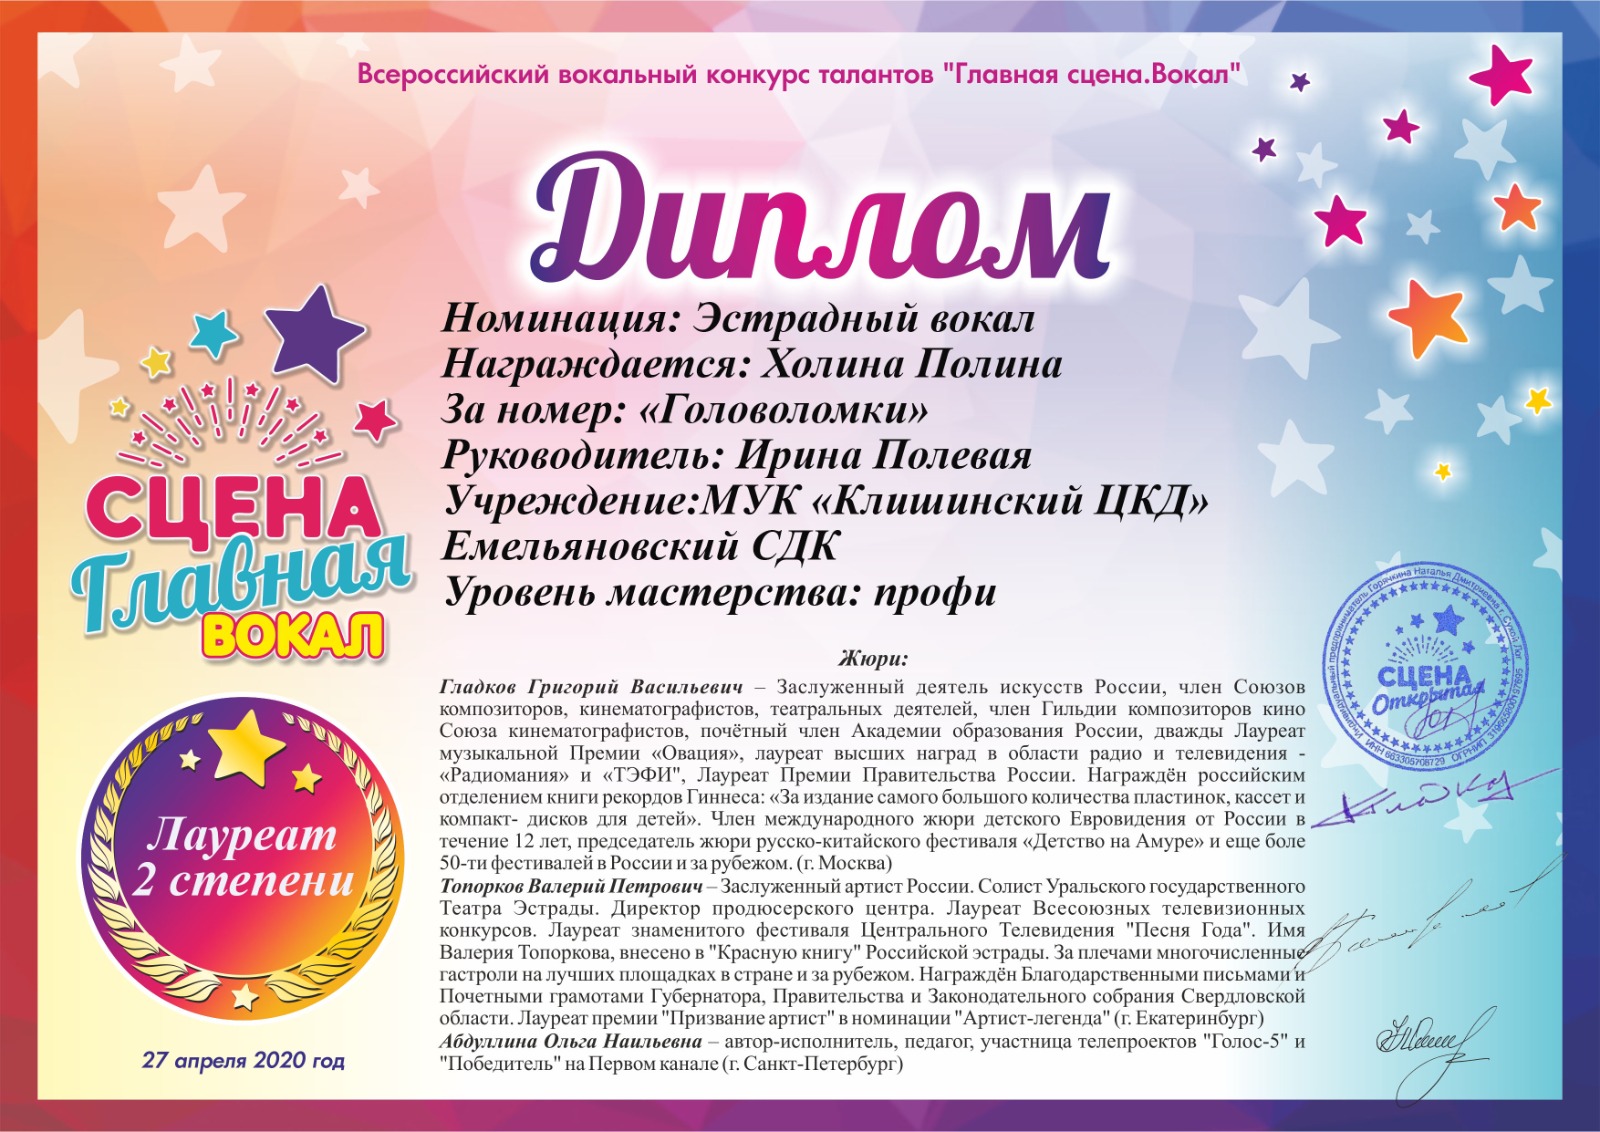 Всероссийский вокальный конкурс талантов "Главная сцена.Вокал"
Диплом
Номинация: Эстрадный вокал
Награждается: Холина Полина
За номер: «Головоломки»
Руководитель: Ирина Полевая
Учреждение:МУК «Клишинский ЦКД»
Емельяновский СДК
Уровень мастерства: профи
СЦЕНА
Главная
ВОКАЛ
Лауреат
2 степени
27 апреля 2020 год
Жюри:
Гладков Григорий Васильевич – Заслуженный деятель искусств России, член Союзов
композиторов, кинематографистов, театральных деятелей, член Гильдии композиторов кино
Союза кинематографистов, почётный член Академии образования России, дважды Лауреат
музыкальной Премии «Овация», лауреат высших наград в области радио и телевидения -
«Радиомания» и «ТЭФИ", Лауреат Премии Правительства России. Награждён российским
отделением книги рекордов Гиннеса: «За издание самого большого количества пластинок, кассет и
компакт- дисков для детей». Член международного жюри детского Евровидения от России в
течение 12 лет, председатель жюри русско-китайского фестиваля «Детство на Амуре» и еще боле
50-ти фестивалей в России и за рубежом. (г. Москва)
Топорков Валерий Петрович – Заслуженный артист России. Солист Уральского государственного
Театра Эстрады. Директор продюсерского центра. Лауреат Всесоюзных телевизионных
конкурсов. Лауреат знаменитого фестиваля Центрального Телевидения "Песня Года". Имя
Валерия Топоркова, внесено в "Красную книгу" Российской эстрады. За плечами многочисленные
гастроли на лучших площадках в стране и за рубежом. Награждён Благодарственными письмами и
Почетными грамотами Губернатора, Правительства и Законодательного собрания Свердловской
области. Лауреат премии "Призвание артист" в номинации "Артист-легенда" (г. Екатеринбург)
Абдуллина Ольга Наильевна – автор-исполнитель, педагог, участница телепроектов "Голос-5" и
"Победитель" на Первом канале (г. Санкт-Петербург)
Индивидуальный предприниматель Горячкина Наталья Дмитриевна г. Сухой Лог
СЦЕНА
Открытая
ИНН 663305708729